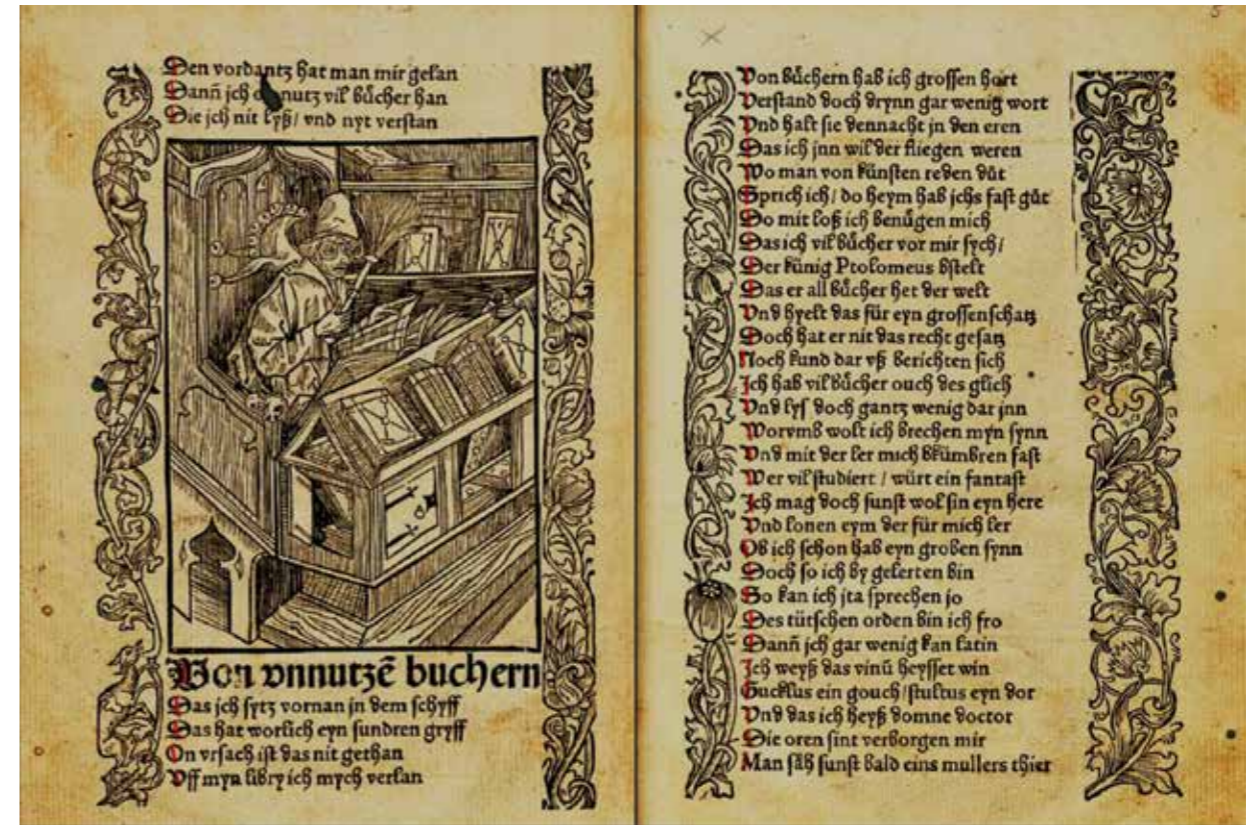 Den vordantz hat man mir gelan
Dann̄ jch on nutz vil bůcher han
Die jch nit lyß / vnd nyt verstan
Von vnnutzē buchern
Das jch sytz vornan jn dem schyff
Das hat worlich eyn sundren gryff
On vrsach ist das nit gethan
Vff myn libry ich mych verlan
Von bůchern hab ich grossen hort
Verstand doch drynn gar wenig wort
Vnd halt sie dennacht jn den eren
Das ich jnn wil der fliegen weren
Wo man von künsten reden důt
Sprich ich / do heym hab jchs fast gůt
Do mit loß ich benůgen mich
Das ich vil bůcher vor mir sych /
Der künig Ptolomeus bstelt
Das er all bůcher het der welt
Vnd hyelt das für eyn grossen schatz
Doch hat er nit das recht gesatz
Noch kund dar vß berichten sich
Jch hab vil bůcher ouch des glich
Vnd lys doch gantz wenig dar jnn
Worvmb wolt ich brechen myn synn
Vnd mit der ler mich bkümbren fast
Wer vil studiert / würt ein fantast
Jch mag doch sunst wol sin eyn here
Vnd lonen eym der für mich ler
Ob ich schon hab eyn groben synn
Doch so ich by gelerten bin
So kan ich jta sprechen jo
Des tütschen orden bin ich fro
Dann̄ jch gar wenig kan latin
Jch weyß das vinū heysset win
Gucklus ein gouch / stultus eyn dor
Vnd das ich heyß domne doctor
Die oren sint verborgen mir
Man sāh sunst bald eins mullers thier